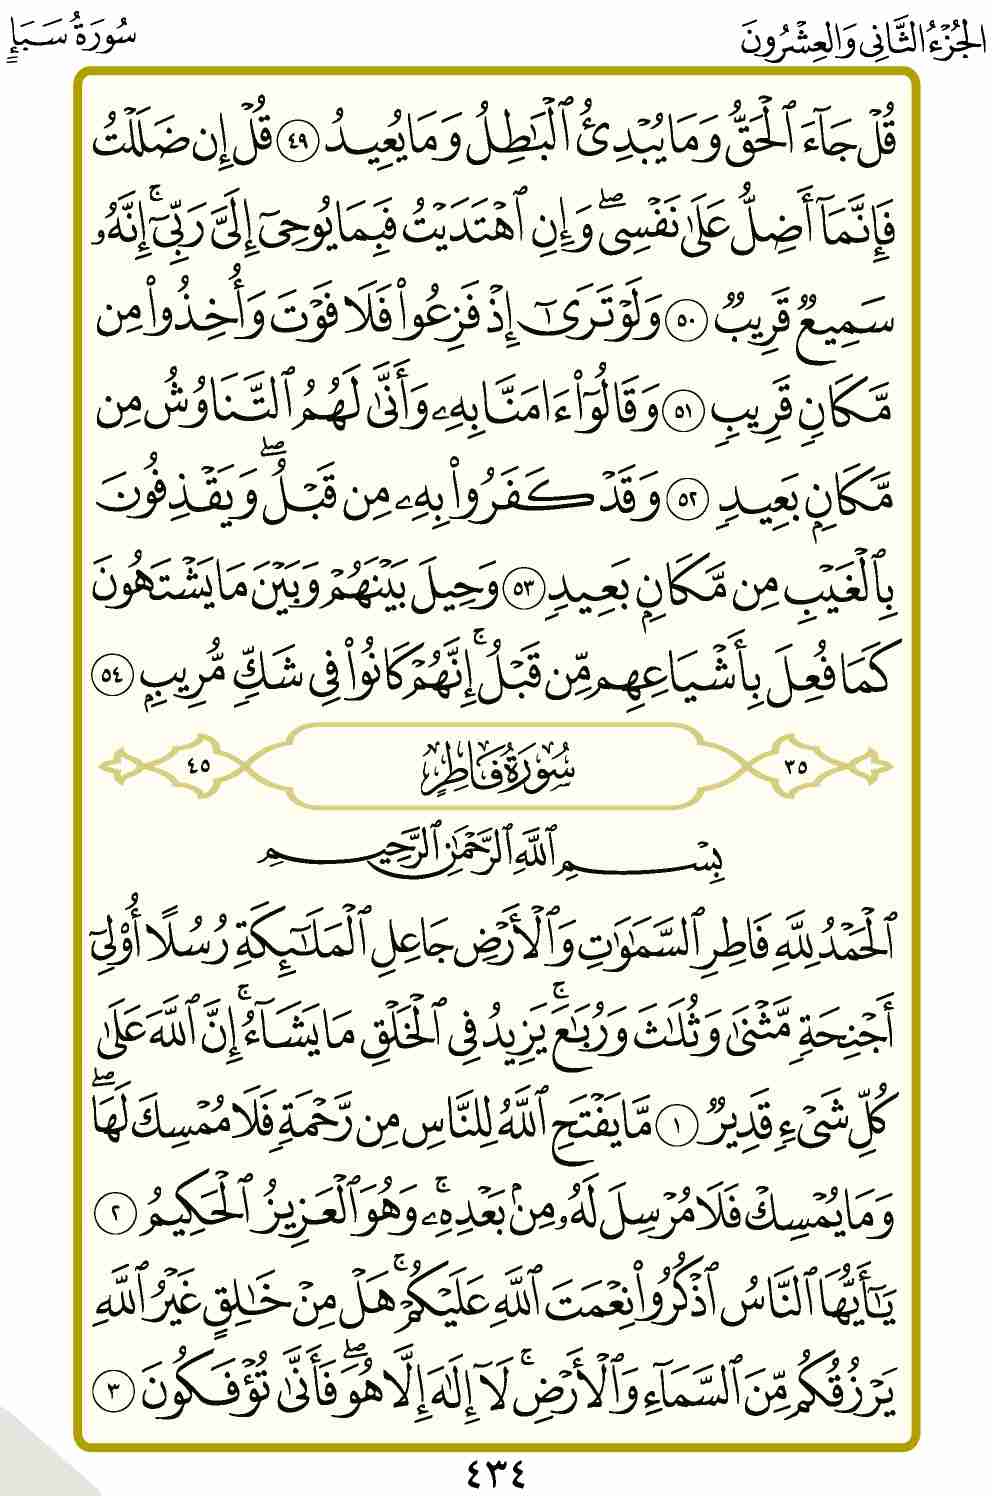 الجُزْءُ الثَّانِي وَالعِشْرُونَ
سُورَةُ سَبَإٍ
قُلْ جَآءَ ٱلْحَقُّ وَمَا يُبْدِئُ ٱلْبَٰطِلُ وَمَا يُعِيدُ ٤٩ قُلْ إِن ضَلَلْتُ
فَإِنَّمَآ أَضِلُّ عَلَىٰ نَفْسِى ۖ وَإِنِ ٱهْتَدَيْتُ فَبِمَا يُوحِىٓ إِلَىَّ رَبِّىٓ ۚ إِنَّهُۥ
سَمِيعٌ قَرِيبٌ ٥٠ وَلَوْ تَرَىٰٓ إِذْ فَزِعُوا۟ فَلَا فَوْتَ وَأُخِذُوا۟ مِن
مَّكَانٍ قَرِيبٍ ٥١ وَقَالُوٓا۟ ءَامَنَّا بِهِۦ وَأَنَّىٰ لَهُمُ ٱلتَّنَاوُشُ مِن
مَّكَانٍۭ بَعِيدٍ ٥٢ وَقَدْ كَفَرُوا۟ بِهِۦ مِن قَبْلُ ۖ وَيَقْذِفُونَ
بِٱلْغَيْبِ مِن مَّكَانٍۭ بَعِيدٍ ٥٣ وَحِيلَ بَيْنَهُمْ وَبَيْنَ مَا يَشْتَهُونَ
كَمَا فُعِلَ بِأَشْيَاعِهِم مِّن قَبْلُ ۚ إِنَّهُمْ كَانُوا۟ فِى شَكٍّ مُّرِيبٍۭ ٥٤
٣٥ سُورَةُ فَاطِرٍ ٤٥
بِسْمِ ٱللَّهِ ٱلرَّحْمَٰنِ ٱلرَّحِيمِ
ٱلْحَمْدُ لِلَّهِ فَاطِرِ ٱلسَّمَٰوَٰتِ وَٱلْأَرْضِ جَاعِلِ ٱلْمَلَٰٓئِكَةِ رُسُلًا أُو۟لِىٓ
أَجْنِحَةٍ مَّثْنَىٰ وَثُلَٰثَ وَرُبَٰعَ ۚ يَزِيدُ فِى ٱلْخَلْقِ مَا يَشَآءُ ۚ إِنَّ ٱللَّهَ عَلَىٰ
كُلِّ شَىْءٍ قَدِيرٌ ١ مَّا يَفْتَحِ ٱللَّهُ لِلنَّاسِ مِن رَّحْمَةٍ فَلَا مُمْسِكَ لَهَا ۖ
وَمَا يُمْسِكْ فَلَا مُرْسِلَ لَهُۥ مِنۢ بَعْدِهِۦ ۚ وَهُوَ ٱلْعَزِيزُ ٱلْحَكِيمُ ٢
يَٰٓأَيُّهَا ٱلنَّاسُ ٱذْكُرُوا۟ نِعْمَتَ ٱللَّهِ عَلَيْكُمْ ۚ هَلْ مِنْ خَٰلِقٍ غَيْرُ ٱللَّهِ
يَرْزُقُكُم مِّنَ ٱلسَّمَآءِ وَٱلْأَرْضِ ۚ لَآ إِلَٰهَ إِلَّا هُوَ ۖ فَأَنَّىٰ تُؤْفَكُونَ ٣
٤٣٤